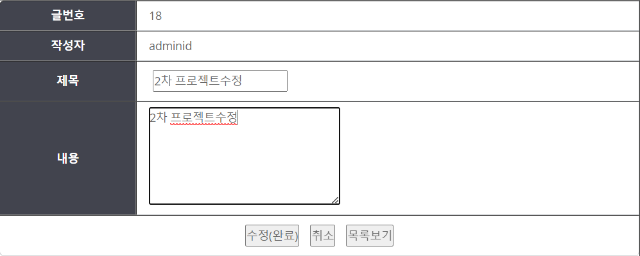 글번호 18
작성자 adminid
제목 2차 프로젝트수정
내용 2차 프로젝트수정
수정(완료) 취소 목록보기